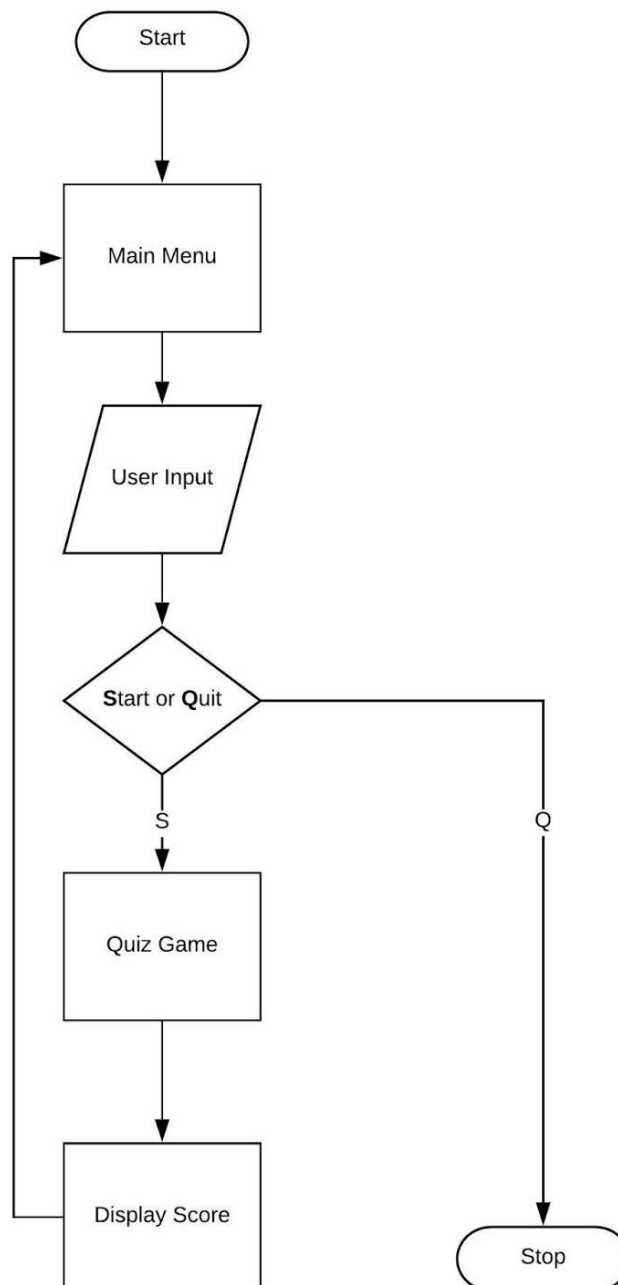 Start
Main Menu
User Input
Start or Quit
S
Q
Quiz Game
Display Score
Stop